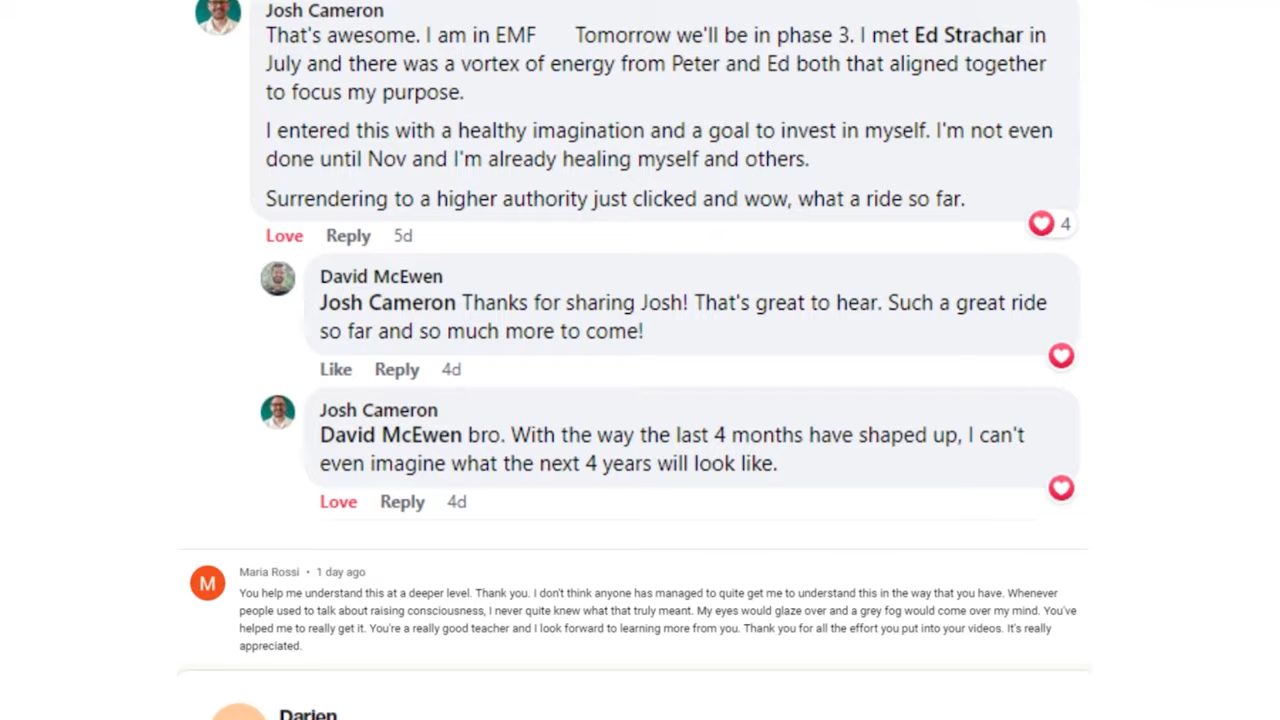 Josh Cameron
That's awesome. I am in EMF Tomorrow we'll be in phase 3. I met Ed Strachar in
July and there was a vortex of energy from Peter and Ed both that aligned together
to focus my purpose.
I entered this with a healthy imagination and a goal to invest in myself. I'm not even
done until Nov and I'm already healing myself and others.
Surrendering to a higher authority just clicked and wow, what a ride so far.
4
Love Reply 5d
David McEwen
Josh Cameron Thanks for sharing Josh! That's great to hear. Such a great ride
so far and so much more to come!
Like Reply 4d
Josh Cameron
David McEwen bro. With the way the last 4 months have shaped up, I can't
even imagine what the next 4 years will look like.
Love Reply 4d
M
Maria Rossi • 1 day ago
You help me understand this at a deeper level. Thank you. I don't think anyone has managed to quite get me to understand this in the way that you have. Whenever
people used to talk about raising consciousness, I never quite knew what that truly meant. My eyes would glaze over and a grey fog would come over my mind. You've
helped me to really get it. You're a really good teacher and I look forward to learning more from you. Thank you for all the effort you put into your videos. It's really
appreciated.
Darien